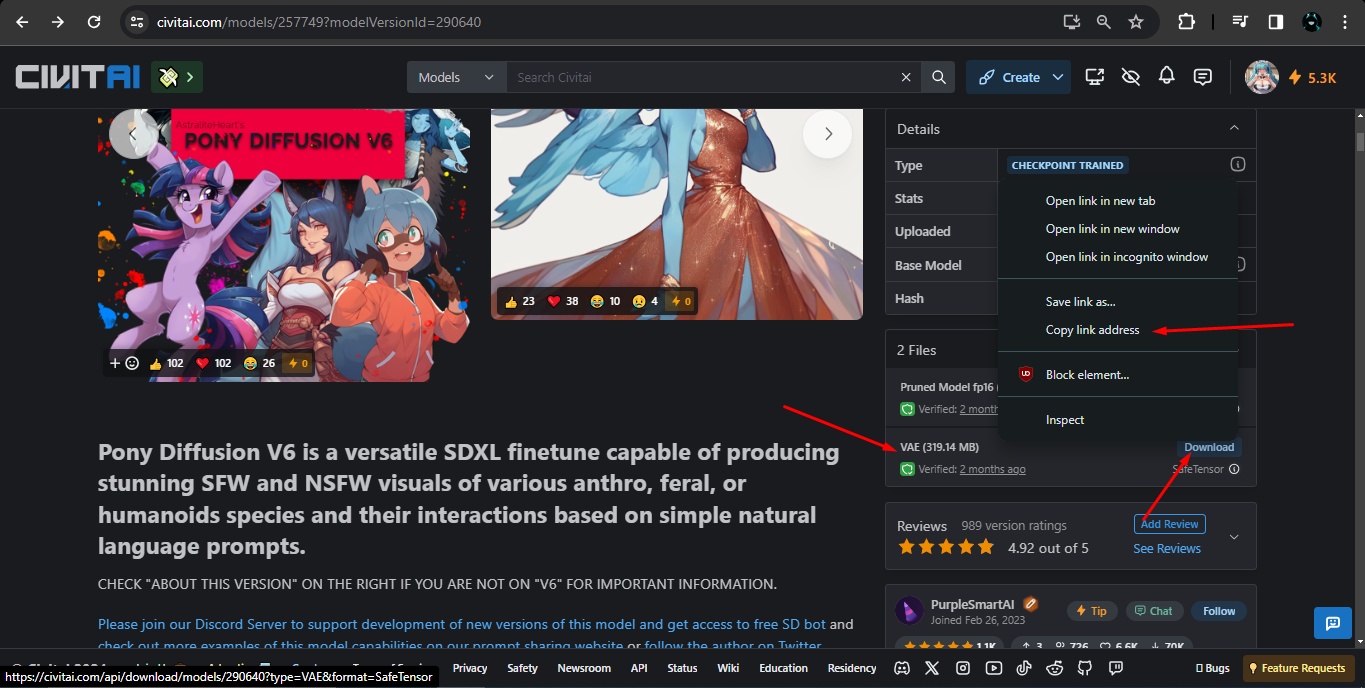 civitai.com/models/257749?modelVersionId=290640
CIVITAI
Models
Search Civitai
Create
5.3K
AstraliteHeart's
PONY DIFFUSION V6
102
102
26
0
23
38
10
4
0
Pony Diffusion V6 is a versatile SDXL finetune capable of producing
stunning SFW and NSFW visuals of various anthro, feral, or
humanoids species and their interactions based on simple natural
language prompts.
CHECK "ABOUT THIS VERSION" ON THE RIGHT IF YOU ARE NOT ON "V6" FOR IMPORTANT INFORMATION.
Please join our Discord Server to support development of new versions of this model and get access to free SD bot and
check out more examples of this model capabilities on our prompt sharing website or follow the author on Twitter
Details
Type
CHECKPOINT TRAINED
Stats
Uploaded
Base Model
Hash
Open link in new tab
Open link in new window
Open link in incognito window
Save link as...
Copy link address
Block element...
Inspect
2 Files
Pruned Model fp16 (
Verified: 2 month
VAE (319.14 MB)
Download
Verified: 2 months ago
SafeTensor
Reviews
989 version ratings
Add Review
4.92 out of 5
See Reviews
PurpleSmartAI
Joined Feb 26, 2023
Tip
Chat
Follow
1.1K
3
726
6.6K
70K
Privacy
Safety
Newsroom
API
Status
Wiki
Education
Residency
Bugs
Feature Requests
https://civitai.com/api/download/models/290640?type=VAE&format=SafeTensor